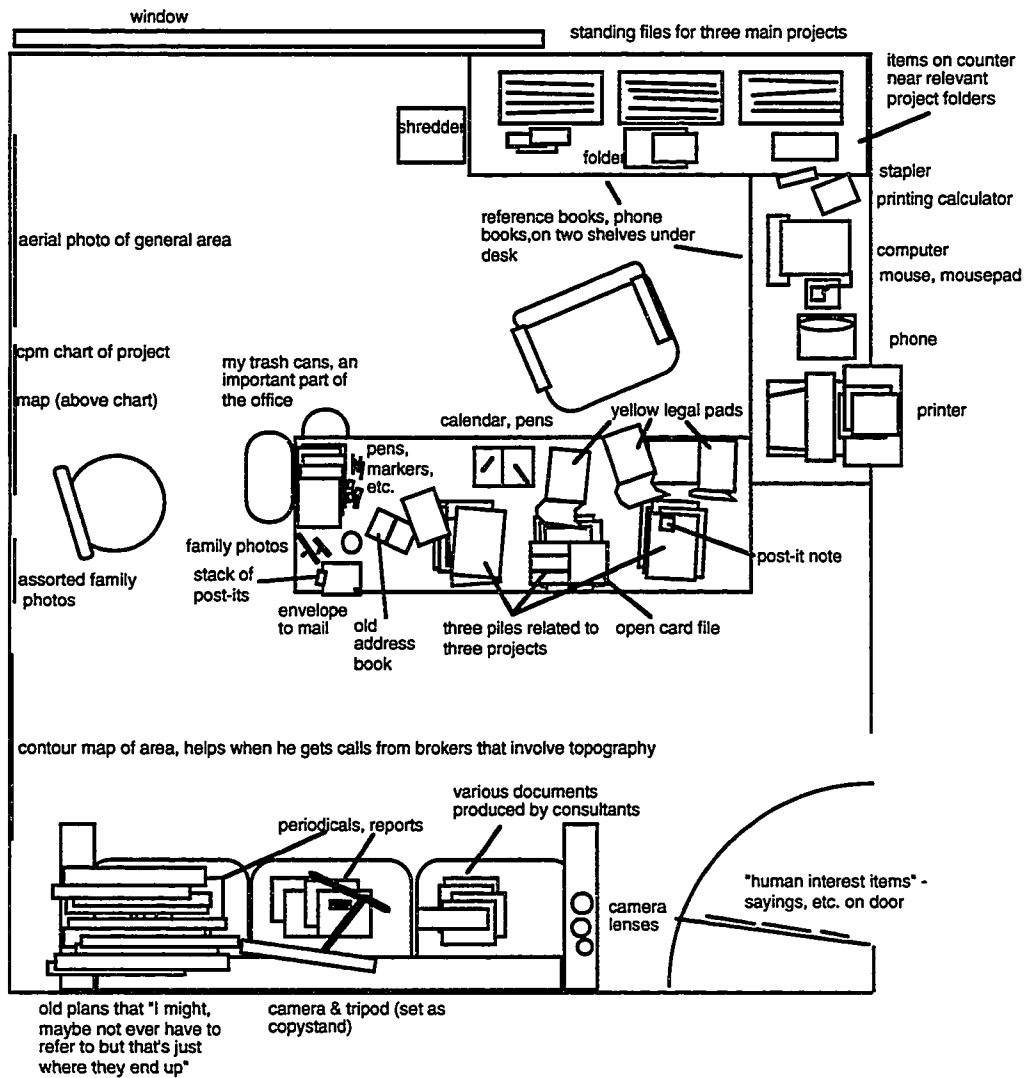 window
standing files for three main projects
items on counter
near relevant
project folders
shredder
folder
stapler
printing calculator
reference books, phone
books,on two shelves under
desk
aerial photo of general area
computer
mouse, mousepad
phone
cpm chart of project
my trash cans, an
important part of
the office
map (above chart)
calendar, pens
yellow legal pads
printer
pens,
markers,
etc.
family photos
post-it note
assorted family
photos
stack of
post-its
envelope
to mail
old
address
book
three piles related to
three projects
open card file
contour map of area, helps when he gets calls from brokers that involve topography
various documents
produced by consultants
periodicals, reports
"human interest items" -
sayings, etc. on door
camera
lenses
old plans that "I might,
maybe not ever have to
refer to but that's just
where they end up"
camera & tripod (set as
copystand)